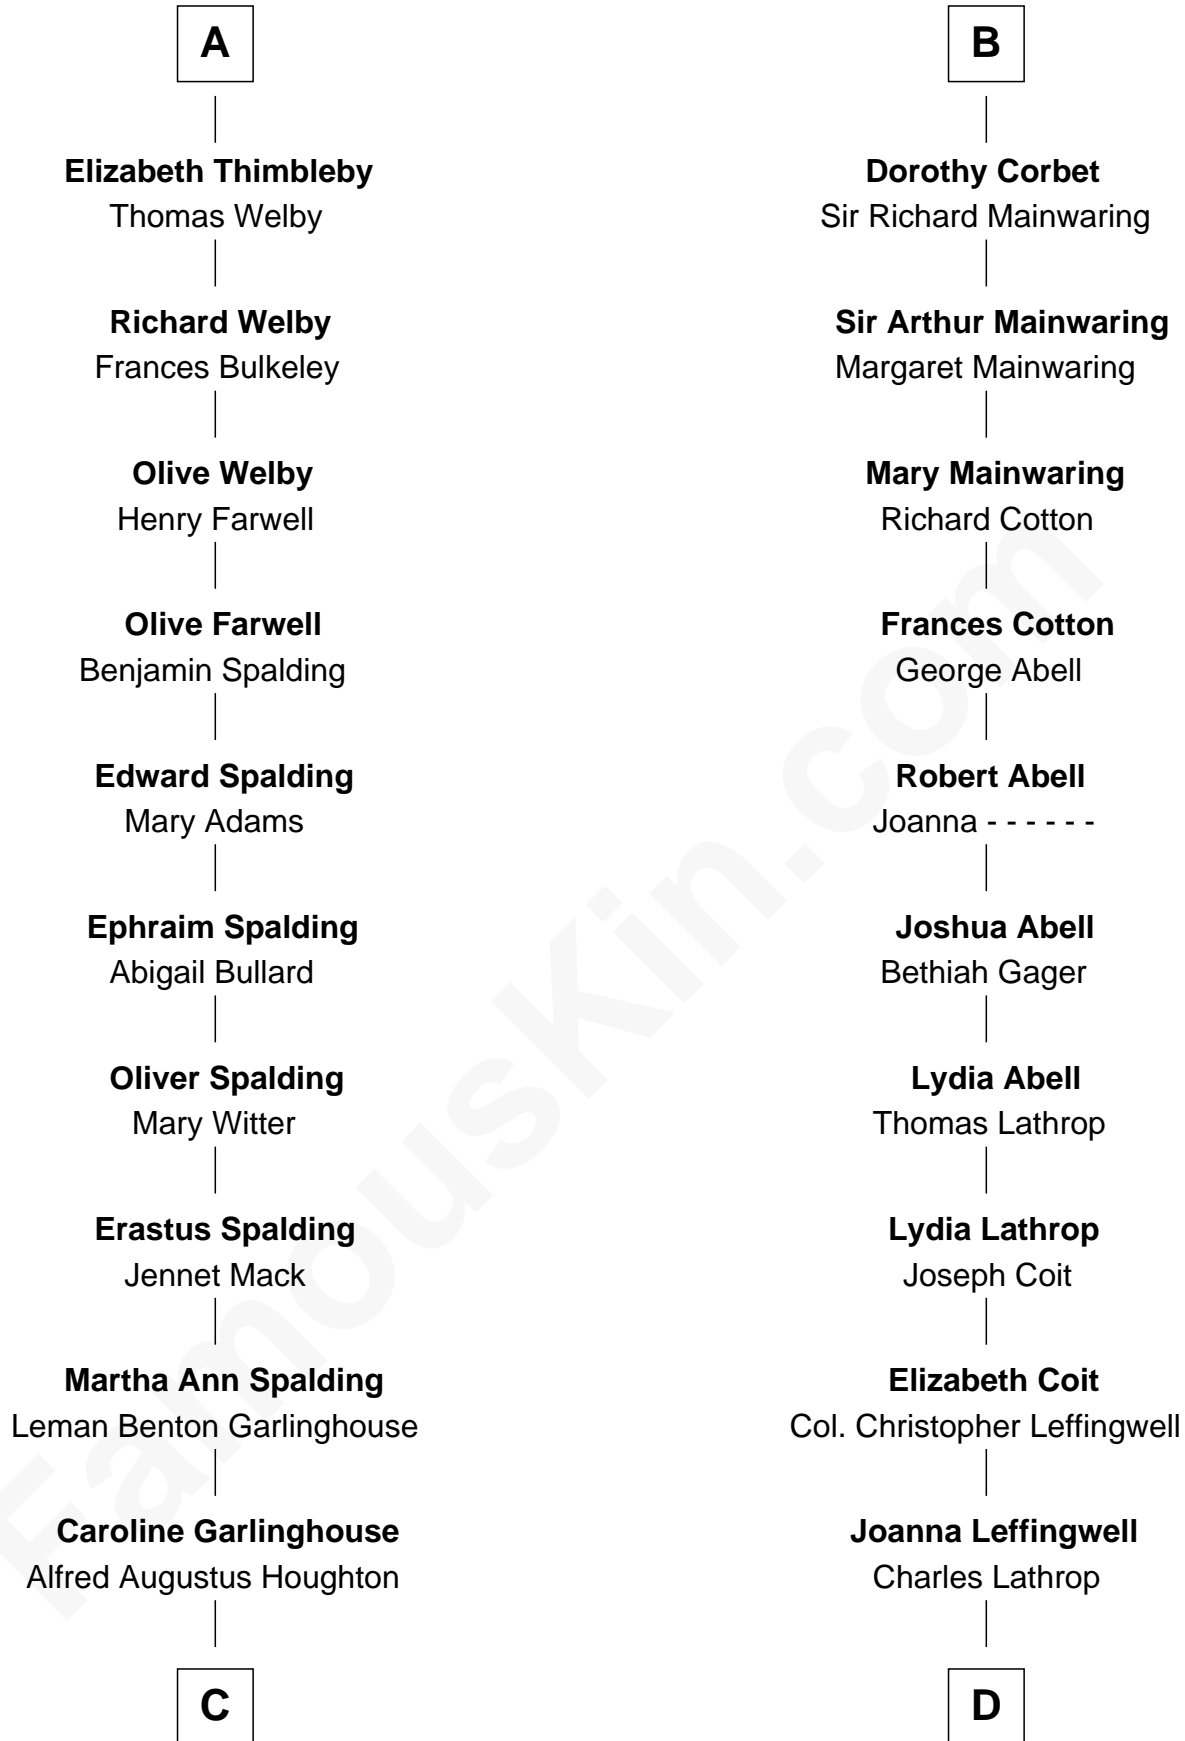 A
Elizabeth Thimbleby
Thomas Welby
Richard Welby
Frances Bulkeley
Olive Welby
Henry Farwell
Olive Farwell
Benjamin Spalding
Edward Spalding
Mary Adams
Ephraim Spalding
Abigail Bullard
Oliver Spalding
Mary Witter
Erastus Spalding
Jennet Mack
Martha Ann Spalding
Leman Benton Garlinghouse
Caroline Garlinghouse
Alfred Augustus Houghton
C
B
Dorothy Corbet
Sir Richard Mainwaring
Sir Arthur Mainwaring
Margaret Mainwaring
Mary Mainwaring
Richard Cotton
Frances Cotton
George Abell
Robert Abell
Joanna - - - - - -
Joshua Abell
Bethiah Gager
Lydia Abell
Thomas Lathrop
Lydia Lathrop
Joseph Coit
Elizabeth Coit
Col. Christopher Leffingwell
Joanna Leffingwell
Charles Lathrop
D
FamousKin.com